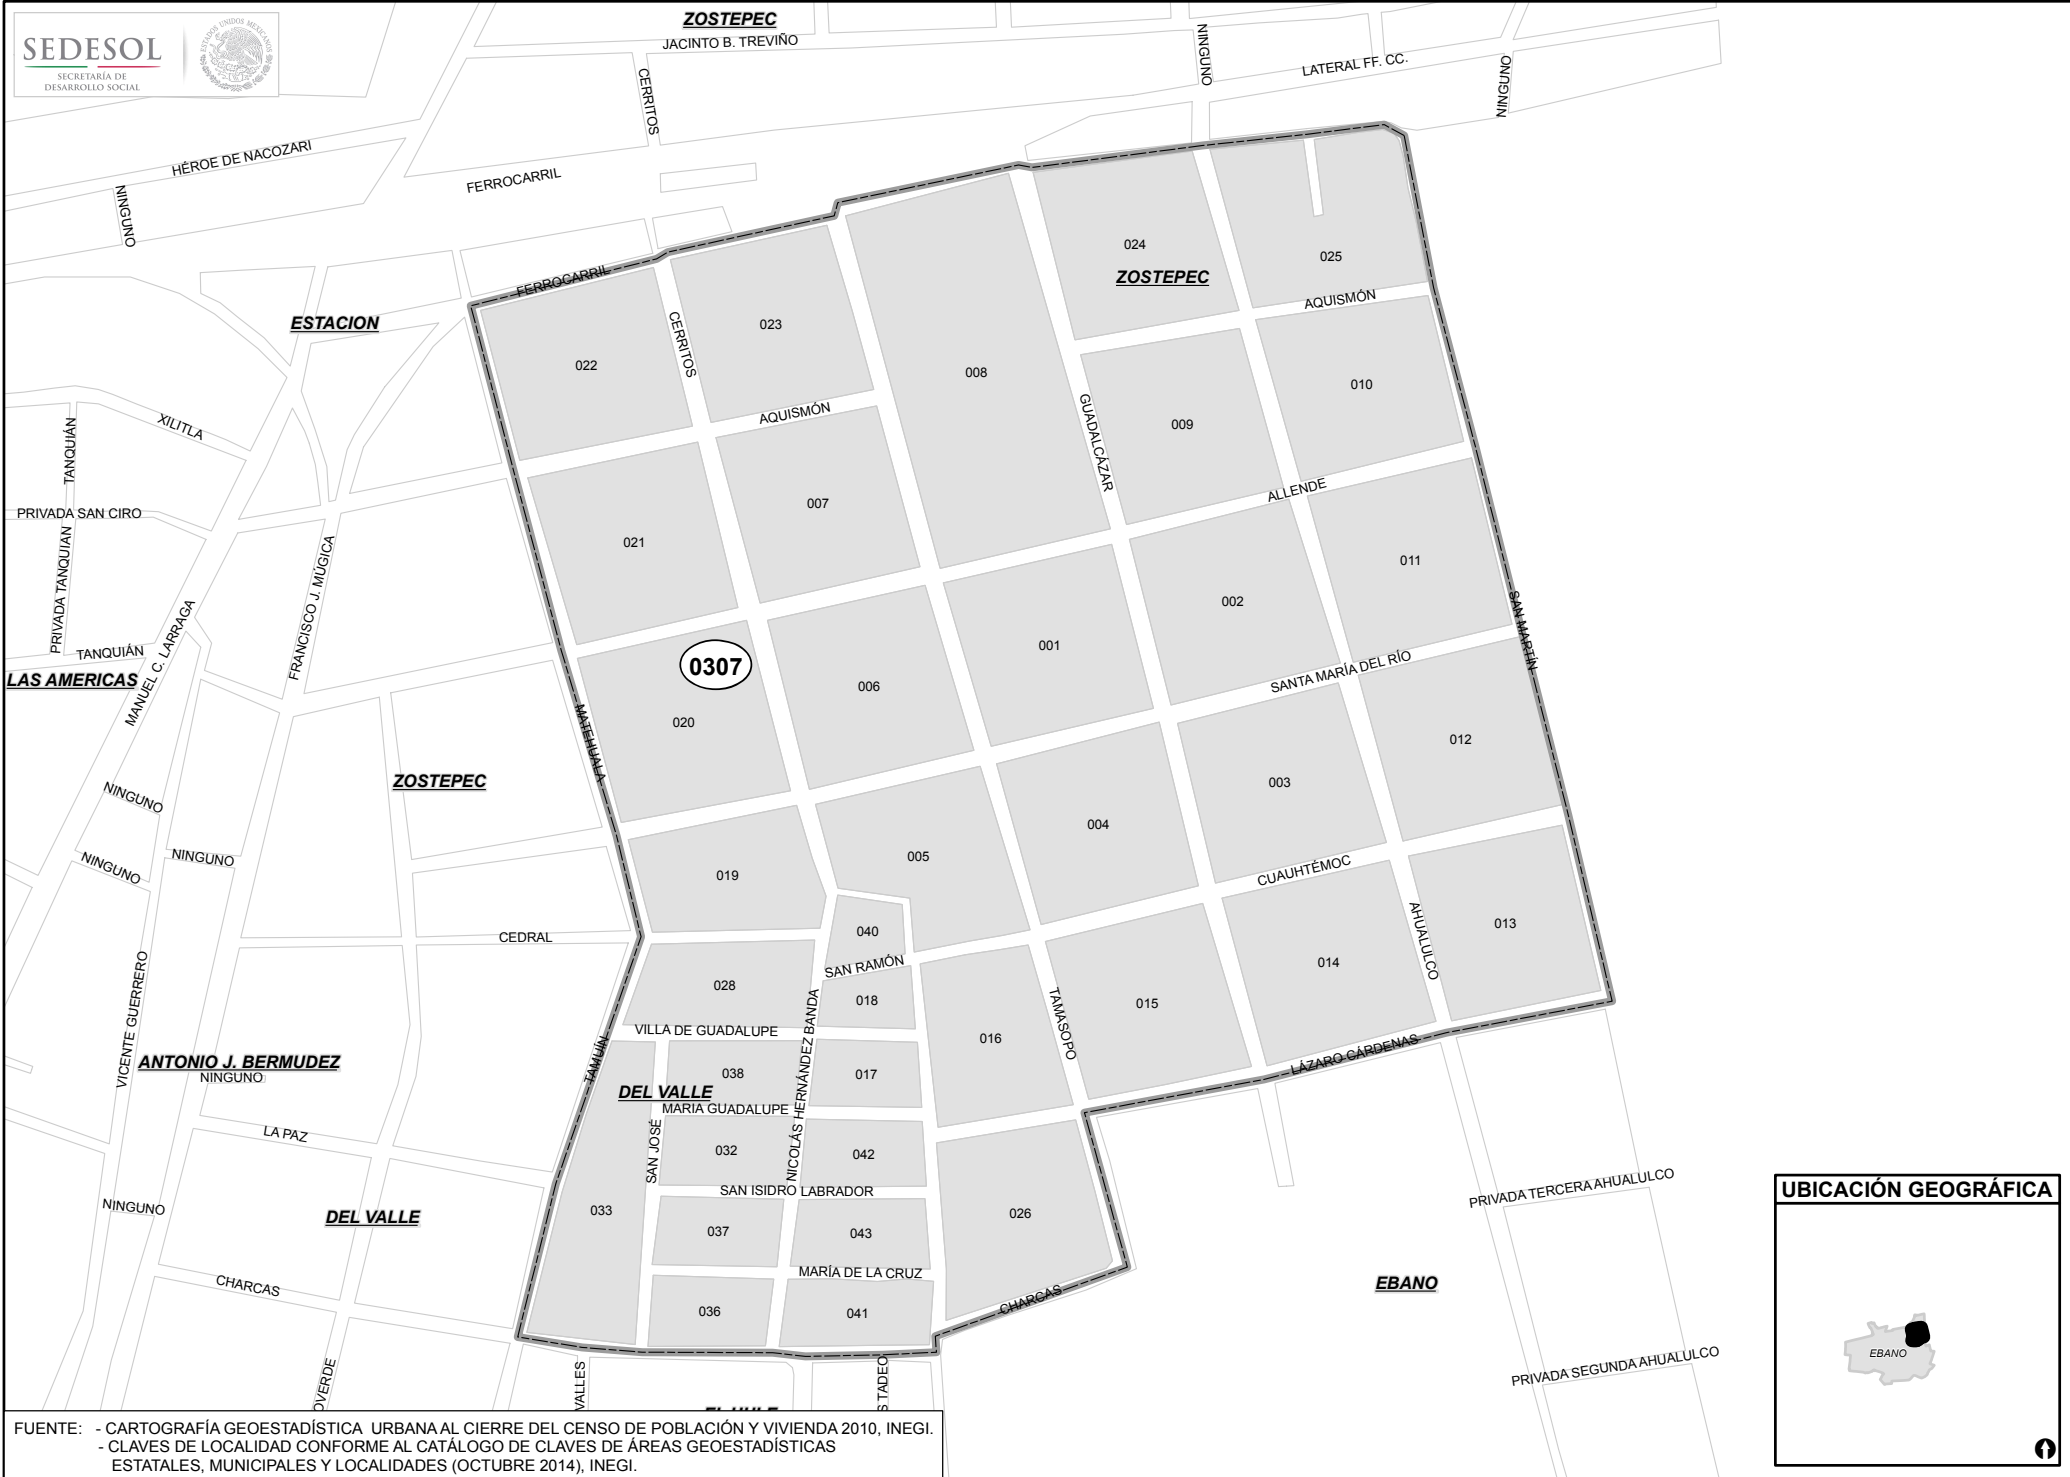 SEDESOL
SECRETARÍA DE
DESARROLLO SOCIAL
ESTADOS UNIDOS MEXICANOS
ZOSTEPEC
JACINTO B. TREVIÑO
CERRITOS
NINGUNO
LATERAL FF. CC.
NINGUNO
HÉROE DE NACOZARI
NINGUNO
FERROCARRIL
FERROCARRIL
024
ZOSTEPEC
025
AQUISMÓN
ESTACION
022
CERRITOS
023
008
010
AQUISMÓN
009
GUADALCÁZAR
XILITLA
TANQUIÁN
PRIVADA SAN CIRO
PRIVADA TANQUIAN
007
ALLENDE
021
011
FRANCISCO J. MÚGICA
002
SAN MARTÍN
TANQUIÁN
LAS AMERICAS
MANUEL C. LARRAGA
0307
001
006
SANTA MARÍA DEL RÍO
020
MATEHUALA
012
ZOSTEPEC
003
NINGUNO
004
NINGUNO
NINGUNO
005
019
CUAUHTÉMOC
040
013
CEDRAL
AHUALULCO
SAN RAMÓN
014
028
018
015
VICENTE GUERRERO
TAMASOPO
VILLA DE GUADALUPE
016
NICOLÁS HERNÁNDEZ BANDA
LÁZARO CÁRDENAS
ANTONIO J. BERMUDEZ
NINGUNO
TAMUÍN
038
017
DEL VALLE
MARIA GUADALUPE
LA PAZ
SAN JOSÉ
032
042
SAN ISIDRO LABRADOR
PRIVADA TERCERA AHUALULCO
NINGUNO
DEL VALLE
033
037
043
026
MARÍA DE LA CRUZ
CHARCAS
036
041
CHARCAS
EBANO
PRIVADA SEGUNDA AHUALULCO
OVERDE
VALLES
S TADEO
UBICACIÓN GEOGRÁFICA
EBANO
FUENTE: - CARTOGRAFÍA GEOESTADÍSTICA URBANA AL CIERRE DEL CENSO DE POBLACIÓN Y VIVIENDA 2010, INEGI.
- CLAVES DE LOCALIDAD CONFORME AL CATÁLOGO DE CLAVES DE ÁREAS GEOESTADÍSTICAS
ESTATALES, MUNICIPALES Y LOCALIDADES (OCTUBRE 2014), INEGI.